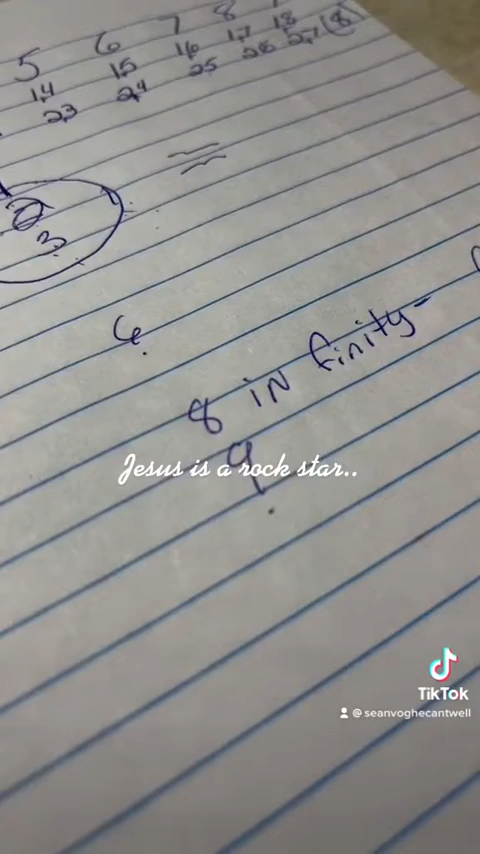 5 6 7 8
14 15 16 17 18
23 24 25 26 27 (8)
2
3
6
8 iN finity-
9
Jesus is a rock star..
TikTok
@seanvoghecantwell